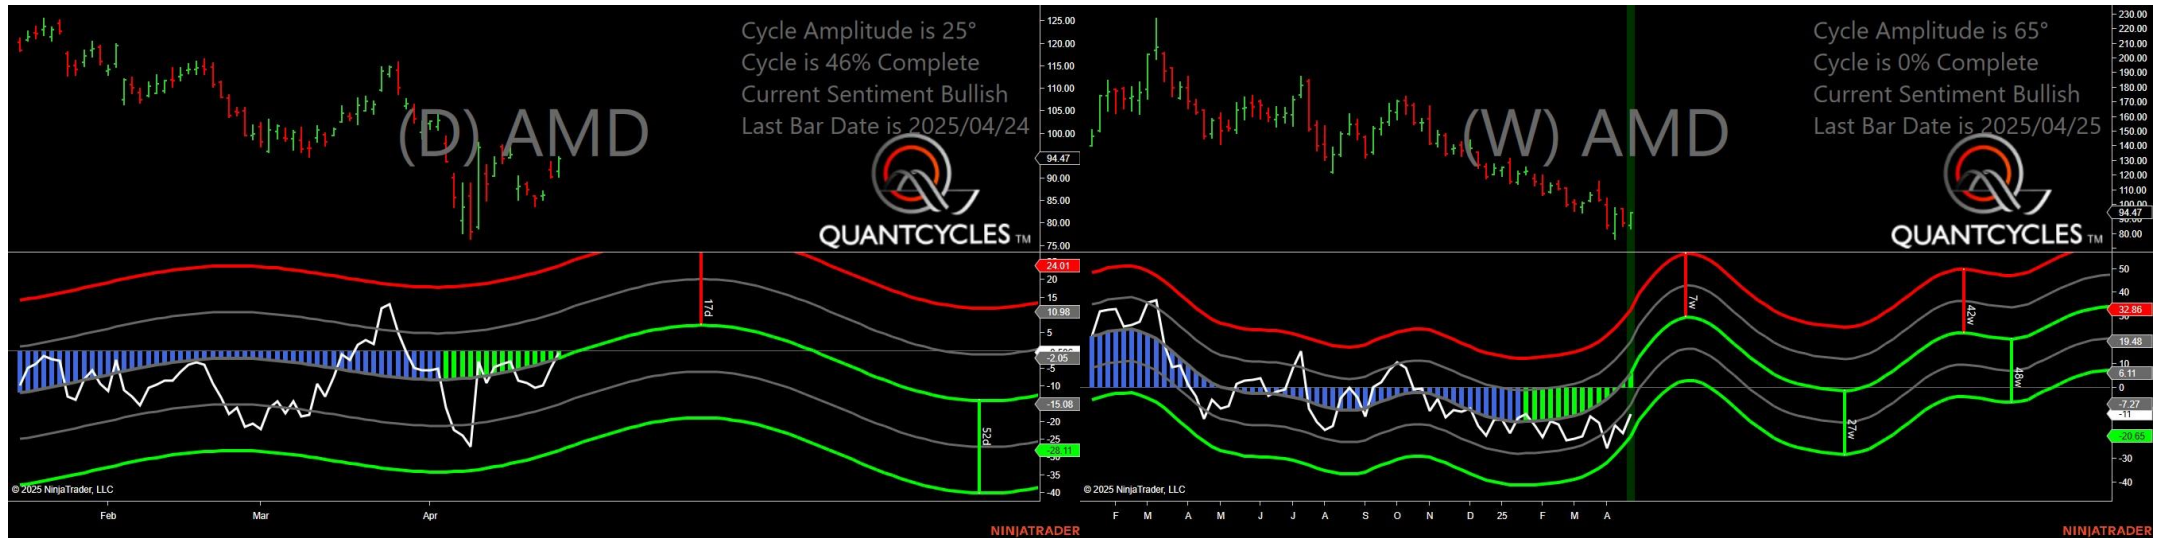 Cycle Amplitude is 25°
Cycle is 46% Complete
Current Sentiment Bullish
Last Bar Date is 2025/04/24
(D) AMD
QUANTCYCLES TM
125.00
120.00
115.00
110.00
105.00
100.00
94.47
90.00
85.00
80.00
75.00
24.01
20
15
10.98
5
-2.05
-5
-10
-15.08
-20
-25
-28.11
-35
-40
17d
52d
© 2025 NinjaTrader, LLC
Feb
Mar
Apr
NINJATRADER
Cycle Amplitude is 65°
Cycle is 0% Complete
Current Sentiment Bullish
Last Bar Date is 2025/04/25
(W) AMD
QUANTCYCLES TM
230.00
220.00
210.00
200.00
190.00
180.00
170.00
160.00
150.00
140.00
130.00
120.00
110.00
100.00
94.47
80.00
50
40
32.86
19.48
10
6.11
0
-7.27
-11
-20.65
-30
-40
7w
27w
42w
48w
© 2025 NinjaTrader, LLC
F M A M J J A S O N D 25 F M A
NINJATRADER